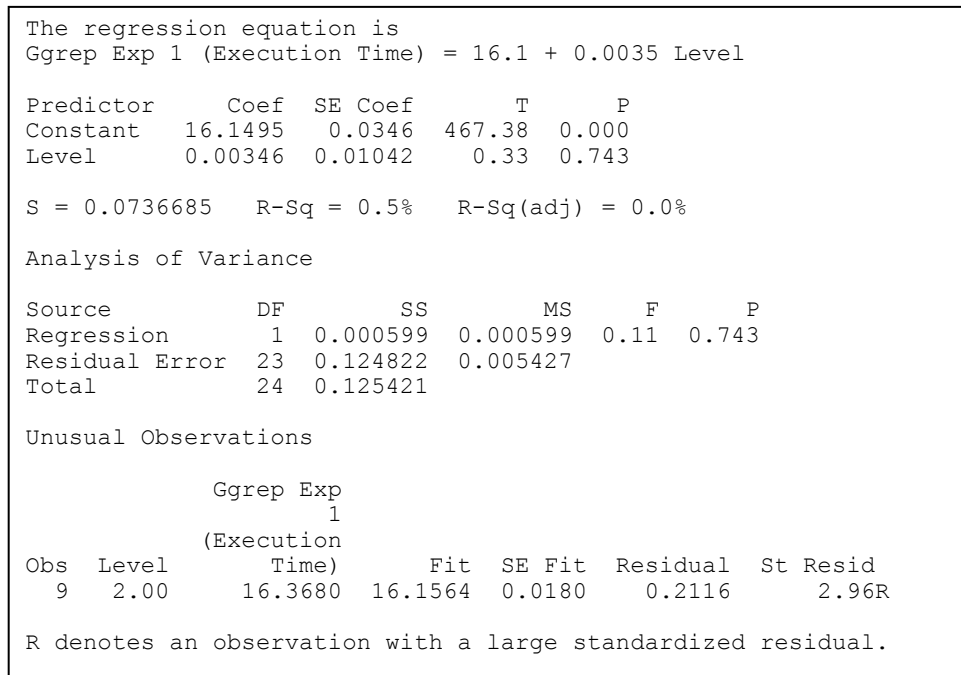 The regression equation is
Ggrep Exp 1 (Execution Time) = 16.1 + 0.0035 Level
Predictor Coef SE Coef T P
Constant 16.1495 0.0346 467.38 0.000
Level 0.00346 0.01042 0.33 0.743
S = 0.0736685 R-Sq = 0.5% R-Sq(adj) = 0.0%
Analysis of Variance
Source DF SS MS F P
Regression 1 0.000599 0.000599 0.11 0.743
Residual Error 23 0.124822 0.005427
Total 24 0.125421
Unusual Observations
Ggrep Exp
1
(Execution
Obs Level Time) Fit SE Fit Residual St Resid
9 2.00 16.3680 16.1564 0.0180 0.2116 2.96R
R denotes an observation with a large standardized residual.